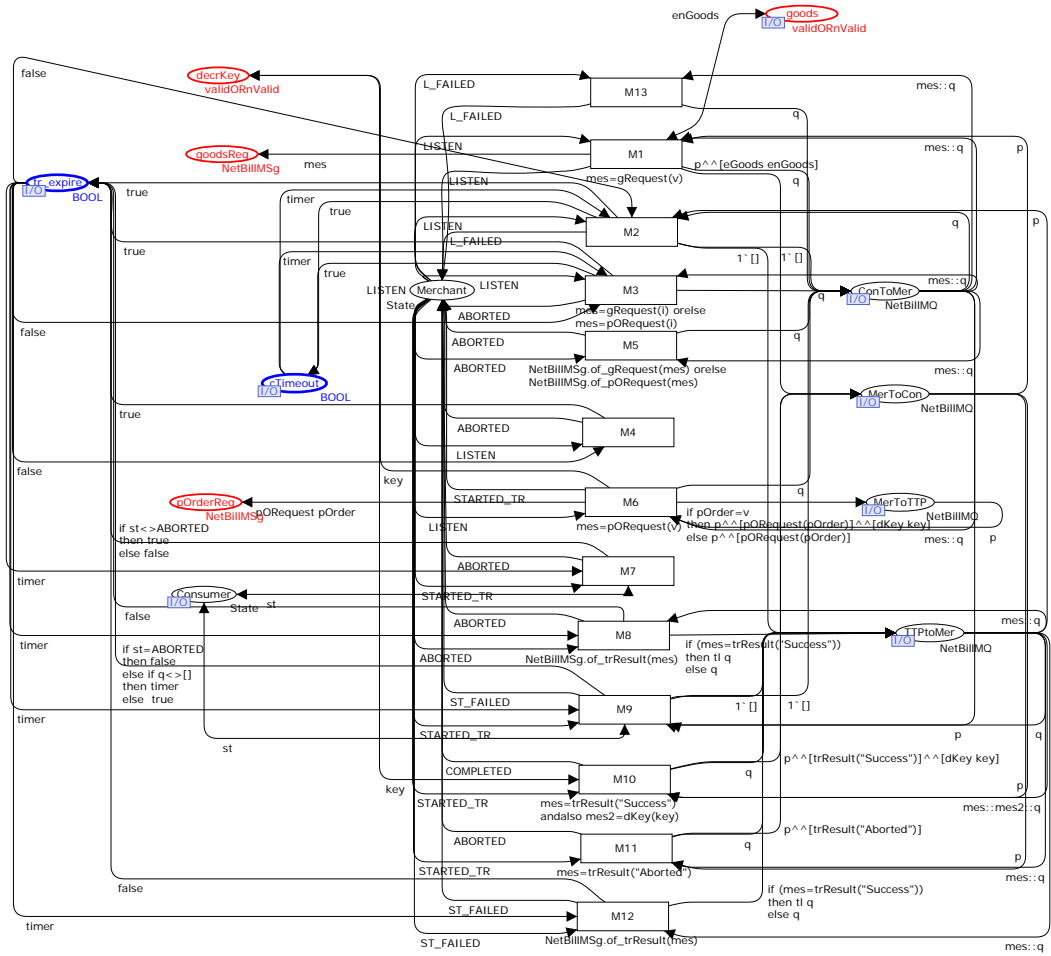 enGoods
goods
I/O
validORnValid
false
decrKey
validORnValid
L_FAILED
M13
mes::q
L_FAILED
q
LISTEN
goodsReg
NetBillMSg
mes
M1
mes::q
p
p^^[eGoods enGoods]
mes=gRequest(v)
q
tr_expire
I/O
BOOL
true
LISTEN
timer
true
LISTEN
M2
q
p
L_FAILED
true
timer
true
1`[]
1`[]
LISTEN
Merchant
State
LISTEN
M3
mes::q
q
ConToMer
I/O
NetBillMQ
mes=gRequest(i) orelse
mes=pORequest(i)
false
ABORTED
q
ABORTED
M5
ABORTED
NetBillMSg.of_gRequest(mes) orelse
NetBillMSg.of_pORequest(mes)
mes::q
cTimeout
I/O
BOOL
MerToCon
I/O
NetBillMQ
true
ABORTED
M4
LISTEN
false
key
q
pOrderReg
NetBillMSg
pORequest pOrder
STARTED_TR
M6
MerToTTP
I/O
NetBillMQ
LISTEN
mes=pORequest(v)
if pOrder=v
then p^^[pORequest(pOrder)]^^[dKey key]
else p^^[pORequest(pOrder)]
mes::q
p
if st<>ABORTED
then true
else false
ABORTED
M7
timer
Consumer
I/O
State
st
STARTED_TR
false
ABORTED
M8
mes::q
TTPtoMer
I/O
NetBillMQ
timer
if (mes=trResult("Success"))
then tl q
else q
ABORTED
NetBillMSg.of_trResult(mes)
if st=ABORTED
then false
else if q<>[]
then timer
else  true
ST_FAILED
M9
1`[]
1`[]
timer
STARTED_TR
p
q
st
p^^[trResult("Success")]^^[dKey key]
COMPLETED
M10
q
key
p
STARTED_TR
mes=trResult("Success")
andalso mes2=dKey(key)
mes::mes2::q
p^^[trResult("Aborted")]
ABORTED
M11
q
p
STARTED_TR
mes=trResult("Aborted")
mes::q
false
if (mes=trResult("Success"))
then tl q
else q
ST_FAILED
M12
timer
ST_FAILED
NetBillMSg.of_trResult(mes)
mes::q